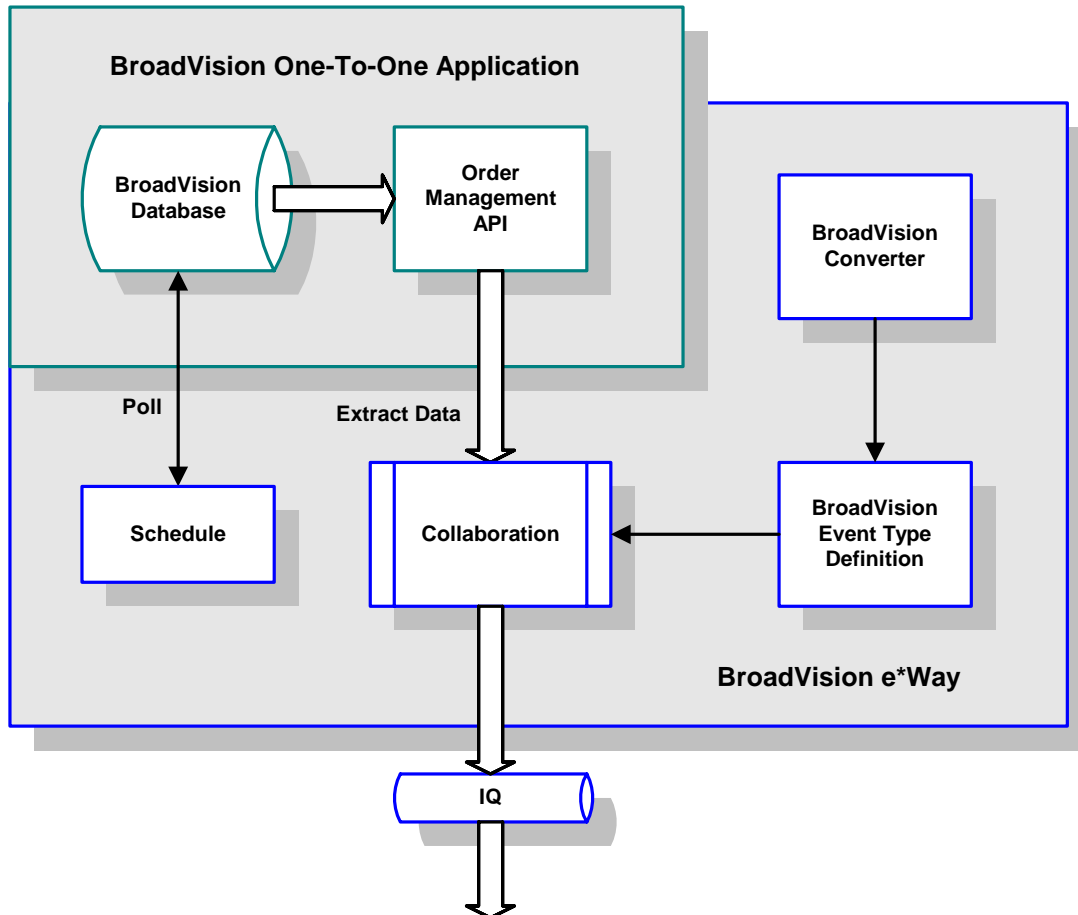 BroadVision One-To-One Application
BroadVision
Database
Order
Management
API
BroadVision
Converter
Poll
Extract Data
Schedule
Collaboration
BroadVision
Event Type
Definition
BroadVision e*Way
IQ